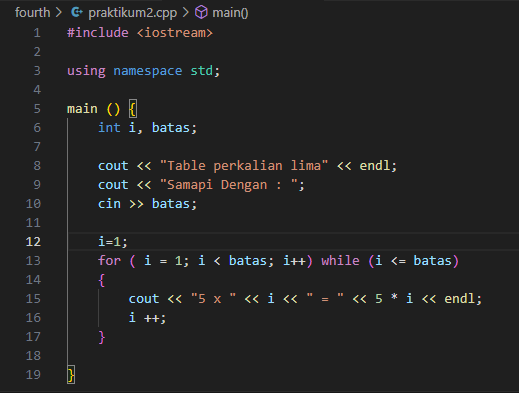 fourth > praktikum2.cpp > main()
1 #include <iostream>
2
3 using namespace std;
4
5 main () {
6 int i, batas;
7
8 cout << "Table perkalian lima" << endl;
9 cout << "Samapi Dengan : ";
10 cin >> batas;
11
12 i=1;
13 for ( i = 1; i < batas; i++) while (i <= batas)
14 {
15 cout << "5 x " << i << " = " << 5 * i << endl;
16 i ++;
17 }
18
19 }